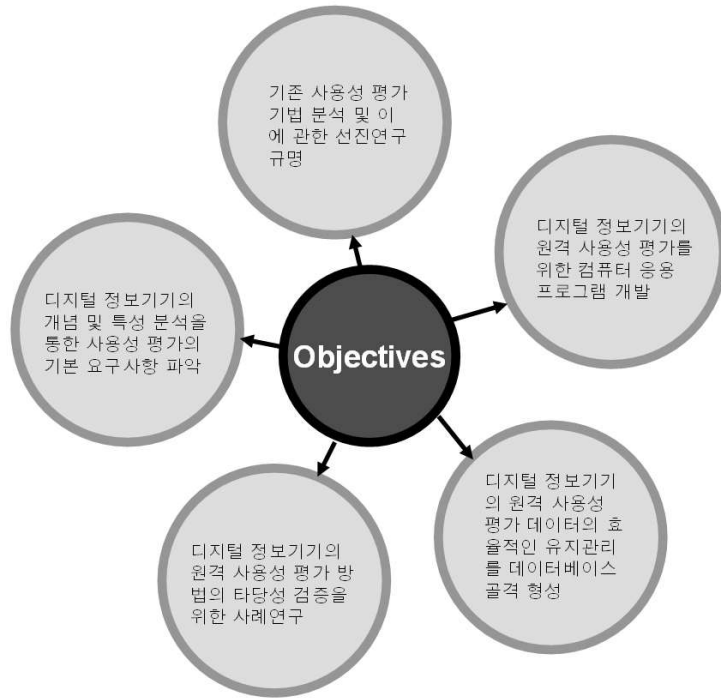 기존 사용성 평가
기법 분석 및 이
에 관한 선진연구
규명
디지털 정보기기의
원격 사용성 평가를
위한 컴퓨터 응용
프로그램 개발
디지털 정보기기의
개념 및 특성 분석을
통한 사용성 평가의
기본 요구사항 파악
Objectives
디지털 정보기기
의 원격 사용성
평가 데이터의 효
율적인 유지관리
를 데이터베이스
골격 형성
디지털 정보기기의
원격 사용성 평가 방
법의 타당성 검증을
위한 사례연구